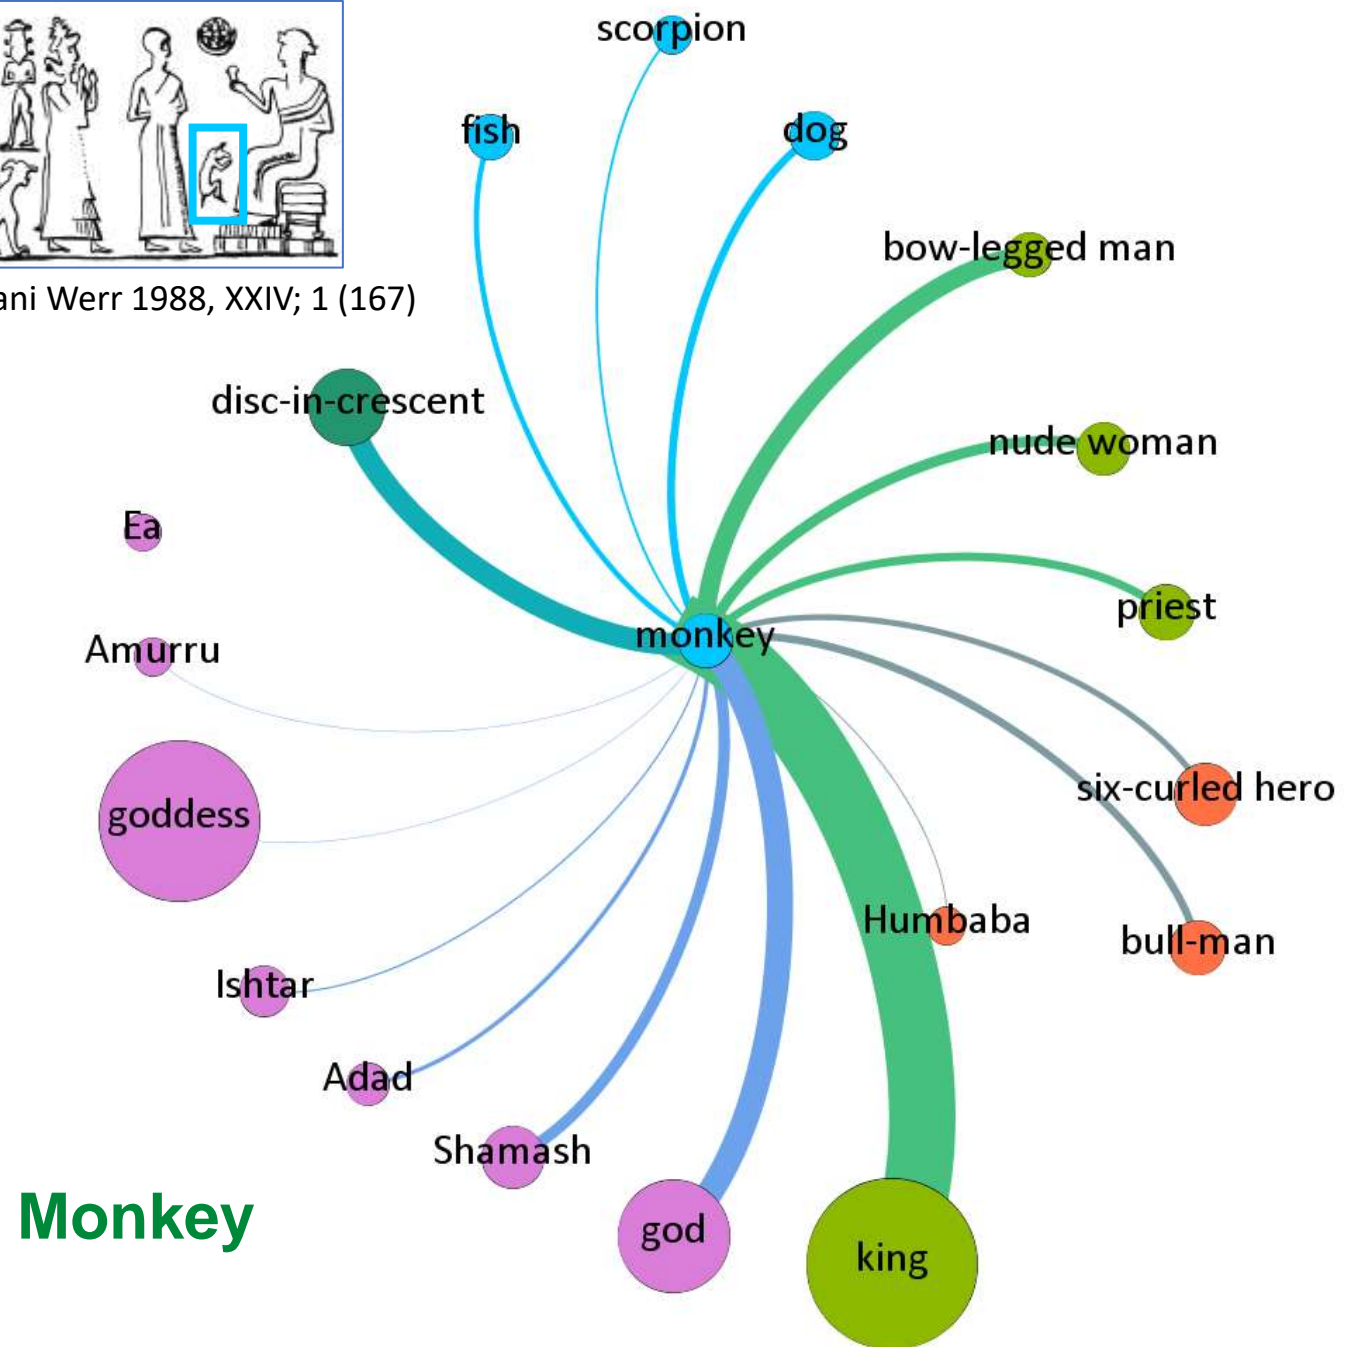 scorpion
fish
dog
bow-legged man
ani Werr 1988, XXIV; 1 (167)
disc-in-crescent
nude woman
Ea
priest
monkey
Amurru
six-curled hero
goddess
Humbaba
bull-man
Ishtar
Adad
Shamash
Monkey
god
king